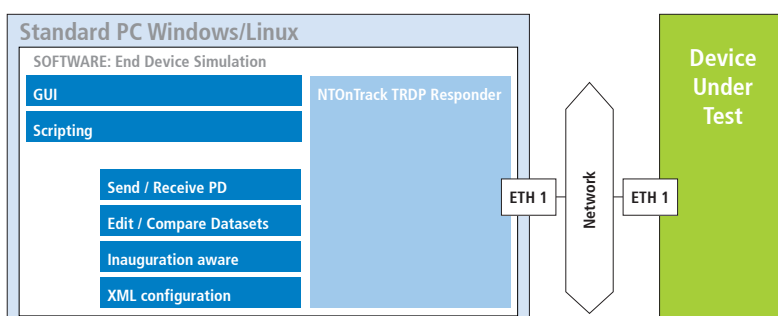 Standard PC Windows/Linux
SOFTWARE: End Device Simulation
GUI
Scripting
Send / Receive PD
Edit / Compare Datasets
Inauguration aware
XML configuration
NTOnTrack TRDP Responder
ETH 1
Network
ETH 1
Device
Under
Test